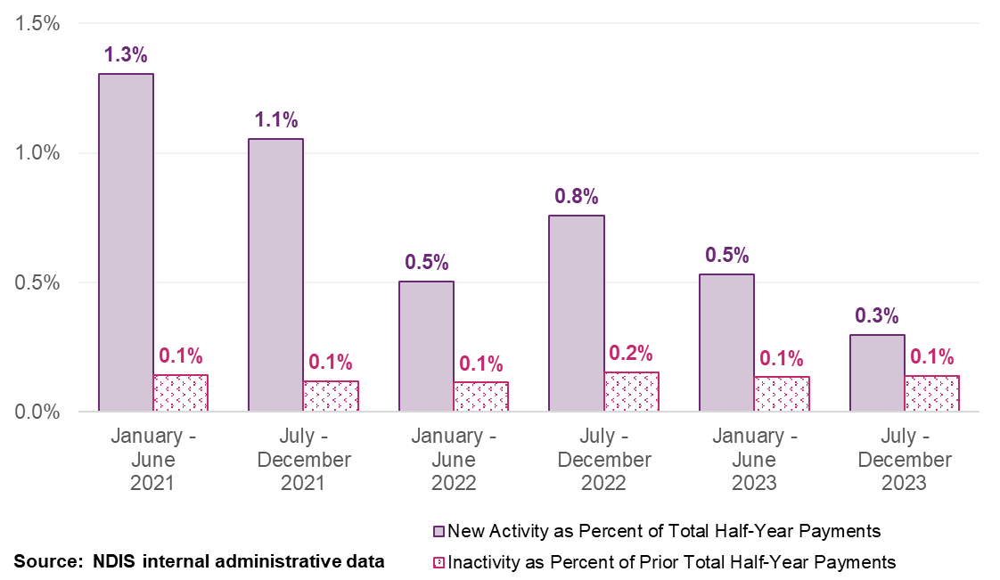 1.5%
1.0%
0.5%
0.0%
1.3%
0.1%
1.1%
0.1%
0.5%
0.1%
0.8%
0.2%
0.5%
0.1%
0.3%
0.1%
January -
June
2021
July -
December
2021
January -
June
2022
July -
December
2022
January -
June
2023
July -
December
2023
New Activity as Percent of Total Half-Year Payments
Inactivity as Percent of Prior Total Half-Year Payments
Source: NDIS internal administrative data